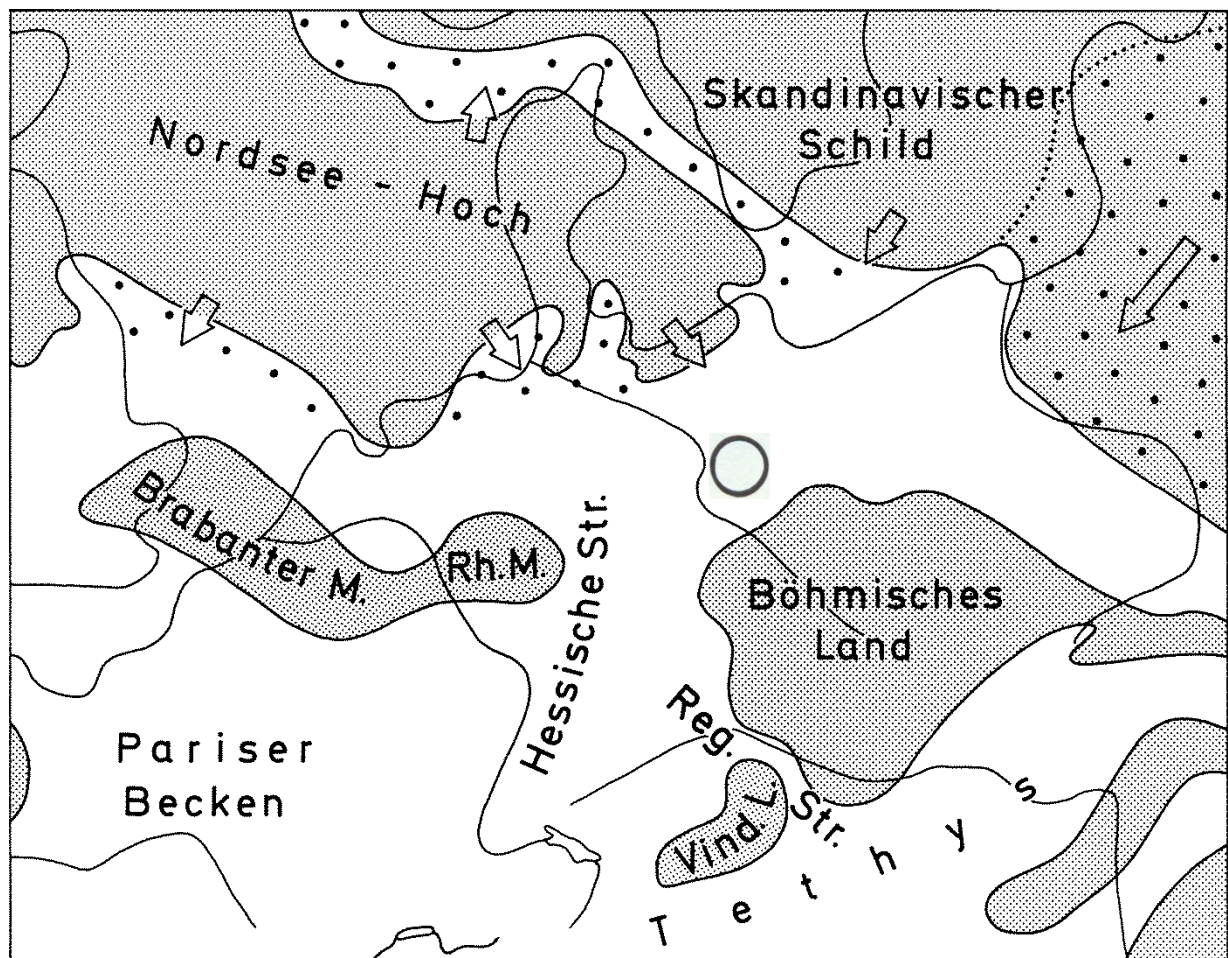 Skandinavischer
Schild
Nordsee - Hoch
Brabanter M.
Rh.M.
Hessische Str.
Böhmisches
Land
Reg. Str.
Vind. L.
Pariser
Becken
Tethys